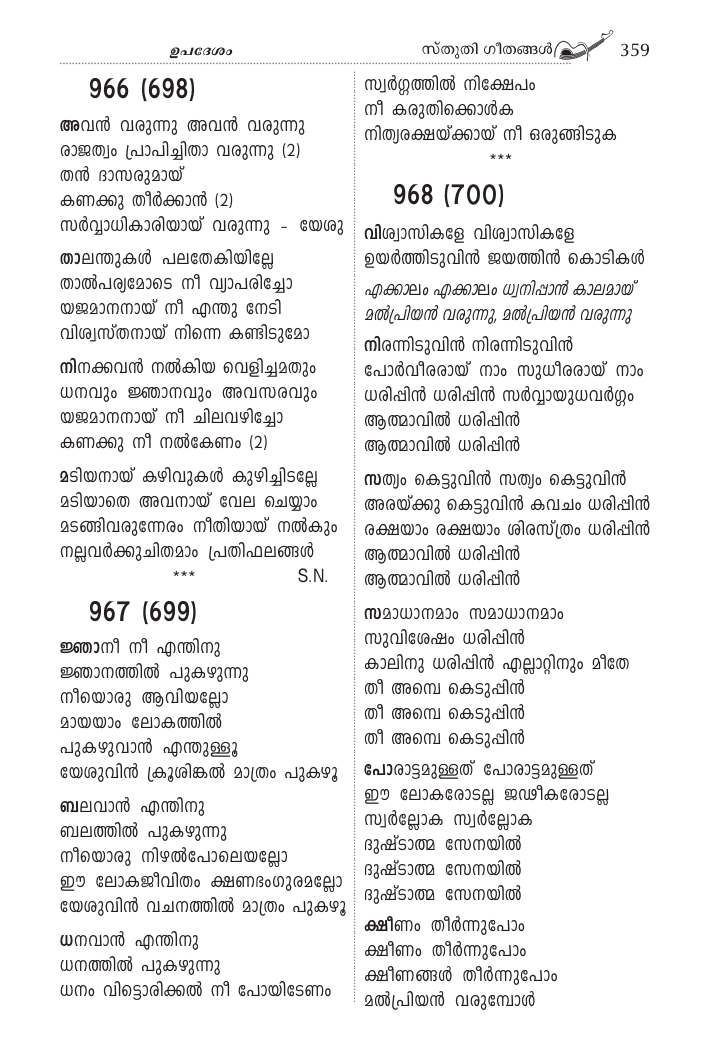 ഉപദേശം
സ്തുതി ഗീതങ്ങൾ 359
966 (698)
അവൻ വരുന്നു അവൻ വരുന്നു
രാജത്വം പ്രാപിച്ചിതാ വരുന്നു (2)
തൻ ദാസരുമായ്
കണക്കു തീർക്കാൻ (2)
സർവ്വാധികാരിയായ് വരുന്നു – യേശു
താലന്തുകൾ പലതേകിയില്ലേ
താൽപര്യമോടെ നീ വ്യാപരിച്ചോ
യജമാനനായ് നീ എന്തു നേടി
വിശ്വസ്തനായ് നിന്നെ കണ്ടിടുമോ
നിനക്കവൻ നൽകിയ വെളിച്ചമതും
ധനവും ജ്ഞാനവും അവസരവും
യജമാനനായ് നീ ചിലവഴിച്ചോ
കണക്കു നീ നൽകേണം (2)
മടിയനായ് കഴിവുകൾ കുഴിച്ചിടല്ലേ
മടിയാതെ അവനായ് വേല ചെയ്യാം
മടങ്ങിവരുന്നേരം നീതിയായ് നൽകും
നല്ലവർക്കുചിതമാം പ്രതിഫലങ്ങൾ
*** S.N.
967 (699)
ജ്ഞാനീ നീ എന്തിനു
ജ്ഞാനത്തിൽ പുകഴുന്നു
നീയൊരു ആവിയല്ലോ
മായയാം ലോകത്തിൽ
പുകഴുവാൻ എന്തുള്ളൂ
യേശുവിൻ ക്രൂശിങ്കൽ മാത്രം പുകഴൂ
ബലവാൻ എന്തിനു
ബലത്തിൽ പുകഴുന്നു
നീയൊരു നിഴൽപോലെയല്ലോ
ഈ ലോകജീവിതം ക്ഷണഭംഗുരമല്ലോ
യേശുവിൻ വചനത്തിൽ മാത്രം പുകഴൂ
ധനവാൻ എന്തിനു
ധനത്തിൽ പുകഴുന്നു
ധനം വിട്ടൊരിക്കൽ നീ പോയിടേണം
സ്വർഗ്ഗത്തിൽ നിക്ഷേപം
നീ കരുതിക്കൊൾക
നിത്യരക്ഷയ്ക്കായ് നീ ഒരുങ്ങിടുക
***
968 (700)
വിശ്വാസികളേ വിശ്വാസികളേ
ഉയർത്തിടുവിൻ ജയത്തിൻ കൊടികൾ
എക്കാലം എക്കാലം ധ്വനിപ്പാൻ കാലമായ്
മൽപ്രിയൻ വരുന്നു, മൽപ്രിയൻ വരുന്നു
നിരന്നിടുവിൻ നിരന്നിടുവിൻ
പോർവീരരായ് നാം സുധീരരായ് നാം
ധരിപ്പിൻ ധരിപ്പിൻ സർവ്വായുധവർഗ്ഗം
ആത്മാവിൽ ധരിപ്പിൻ
ആത്മാവിൽ ധരിപ്പിൻ
സത്യം കെട്ടുവിൻ സത്യം കെട്ടുവിൻ
അരയ്ക്കു കെട്ടുവിൻ കവചം ധരിപ്പിൻ
രക്ഷയാം രക്ഷയാം ശിരസ്ത്രം ധരിപ്പിൻ
ആത്മാവിൽ ധരിപ്പിൻ
ആത്മാവിൽ ധരിപ്പിൻ
സമാധാനമാം സമാധാനമാം
സുവിശേഷം ധരിപ്പിൻ
കാലിനു ധരിപ്പിൻ എല്ലാറ്റിനും മീതേ
തീ അമ്പെ കെടുപ്പിൻ
തീ അമ്പെ കെടുപ്പിൻ
തീ അമ്പെ കെടുപ്പിൻ
പോരാട്ടമുള്ളത് പോരാട്ടമുള്ളത്
ഈ ലോകരോടല്ല ജഢീകരോടല്ല
സ്വർല്ലോക സ്വർല്ലോക
ദുഷ്ടാത്മ സേനയിൽ
ദുഷ്ടാത്മ സേനയിൽ
ദുഷ്ടാത്മ സേനയിൽ
ക്ഷീണം തീർന്നുപോം
ക്ഷീണം തീർന്നുപോം
ക്ഷീണങ്ങൾ തീർന്നുപോം
മൽപ്രിയൻ വരുമ്പോൾ